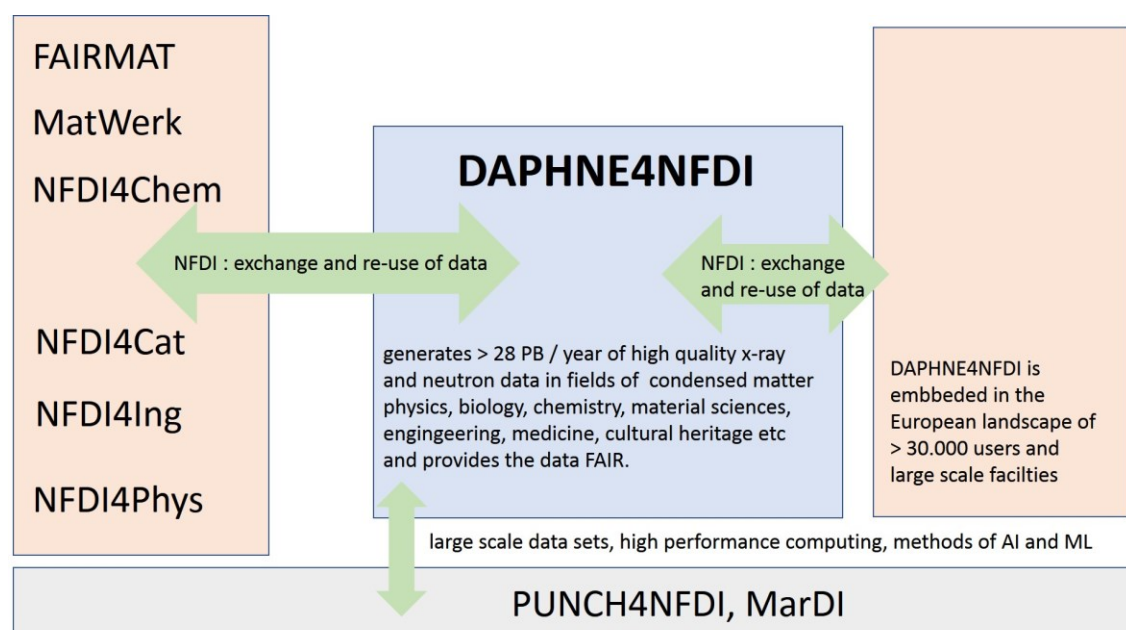 FAIRMAT
MatWerk
NFDI4Chem
NFDI4Cat
NFDI4Ing
NFDI4Phys
NFDI : exchange and re-use of data
DAPHNE4NFDI
generates > 28 PB / year of high quality x-ray
and neutron data in fields of condensed matter
physics, biology, chemistry, material sciences,
engingeering, medicine, cultural heritage etc
and provides the data FAIR.
NFDI : exchange
and re-use of data
DAPHNE4NFDI is
embbeded in the
European landscape of
> 30.000 users and
large scale facilties
large scale data sets, high performance computing, methods of AI and ML
PUNCH4NFDI, MarDI